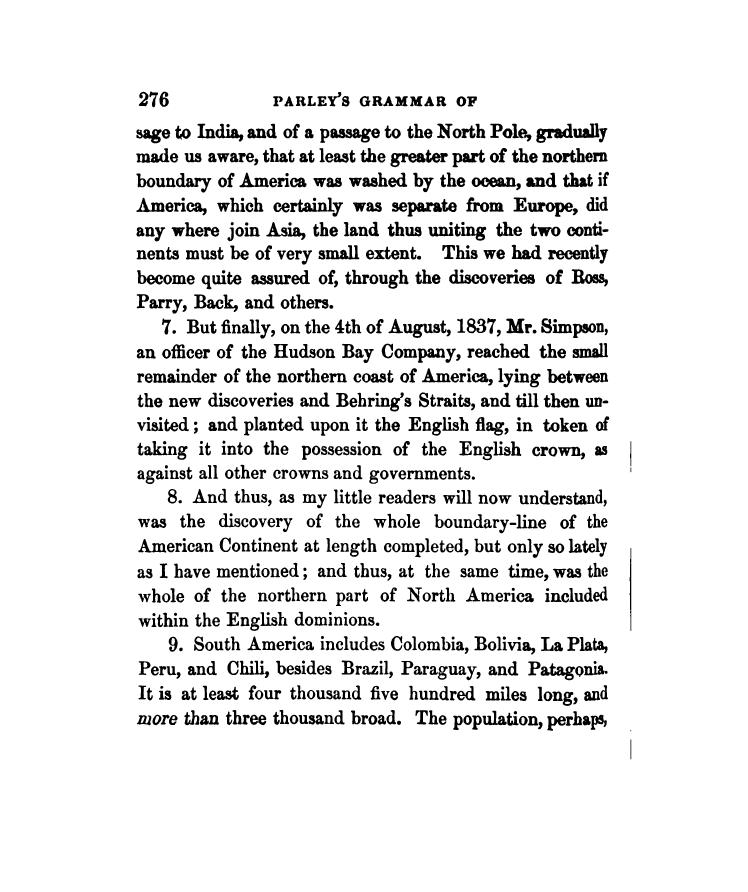 276 PARLEY'S GRAMMAR OF
sage to India, and of a passage to the North Pole, gradually
made us aware, that at least the greater part of the northern
boundary of America was washed by the ocean, and that if
America, which certainly was separate from Europe, did
any where join Asia, the land thus uniting the two conti-
nents must be of very small extent. This we had recently
become quite assured of, through the discoveries of Ross,
Parry, Back, and others.
7. But finally, on the 4th of August, 1837, Mr. Simpson,
an officer of the Hudson Bay Company, reached the small
remainder of the northern coast of America, lying between
the new discoveries and Behring's Straits, and till then un-
visited; and planted upon it the English flag, in token of
taking it into the possession of the English crown, as
against all other crowns and governments.
8. And thus, as my little readers will now understand,
was the discovery of the whole boundary-line of the
American Continent at length completed, but only so lately
as I have mentioned; and thus, at the same time, was the
whole of the northern part of North America included
within the English dominions.
9. South America includes Colombia, Bolivia, La Plata,
Peru, and Chili, besides Brazil, Paraguay, and Patagonia.
It is at least four thousand five hundred miles long, and
more than three thousand broad. The population, perhaps,